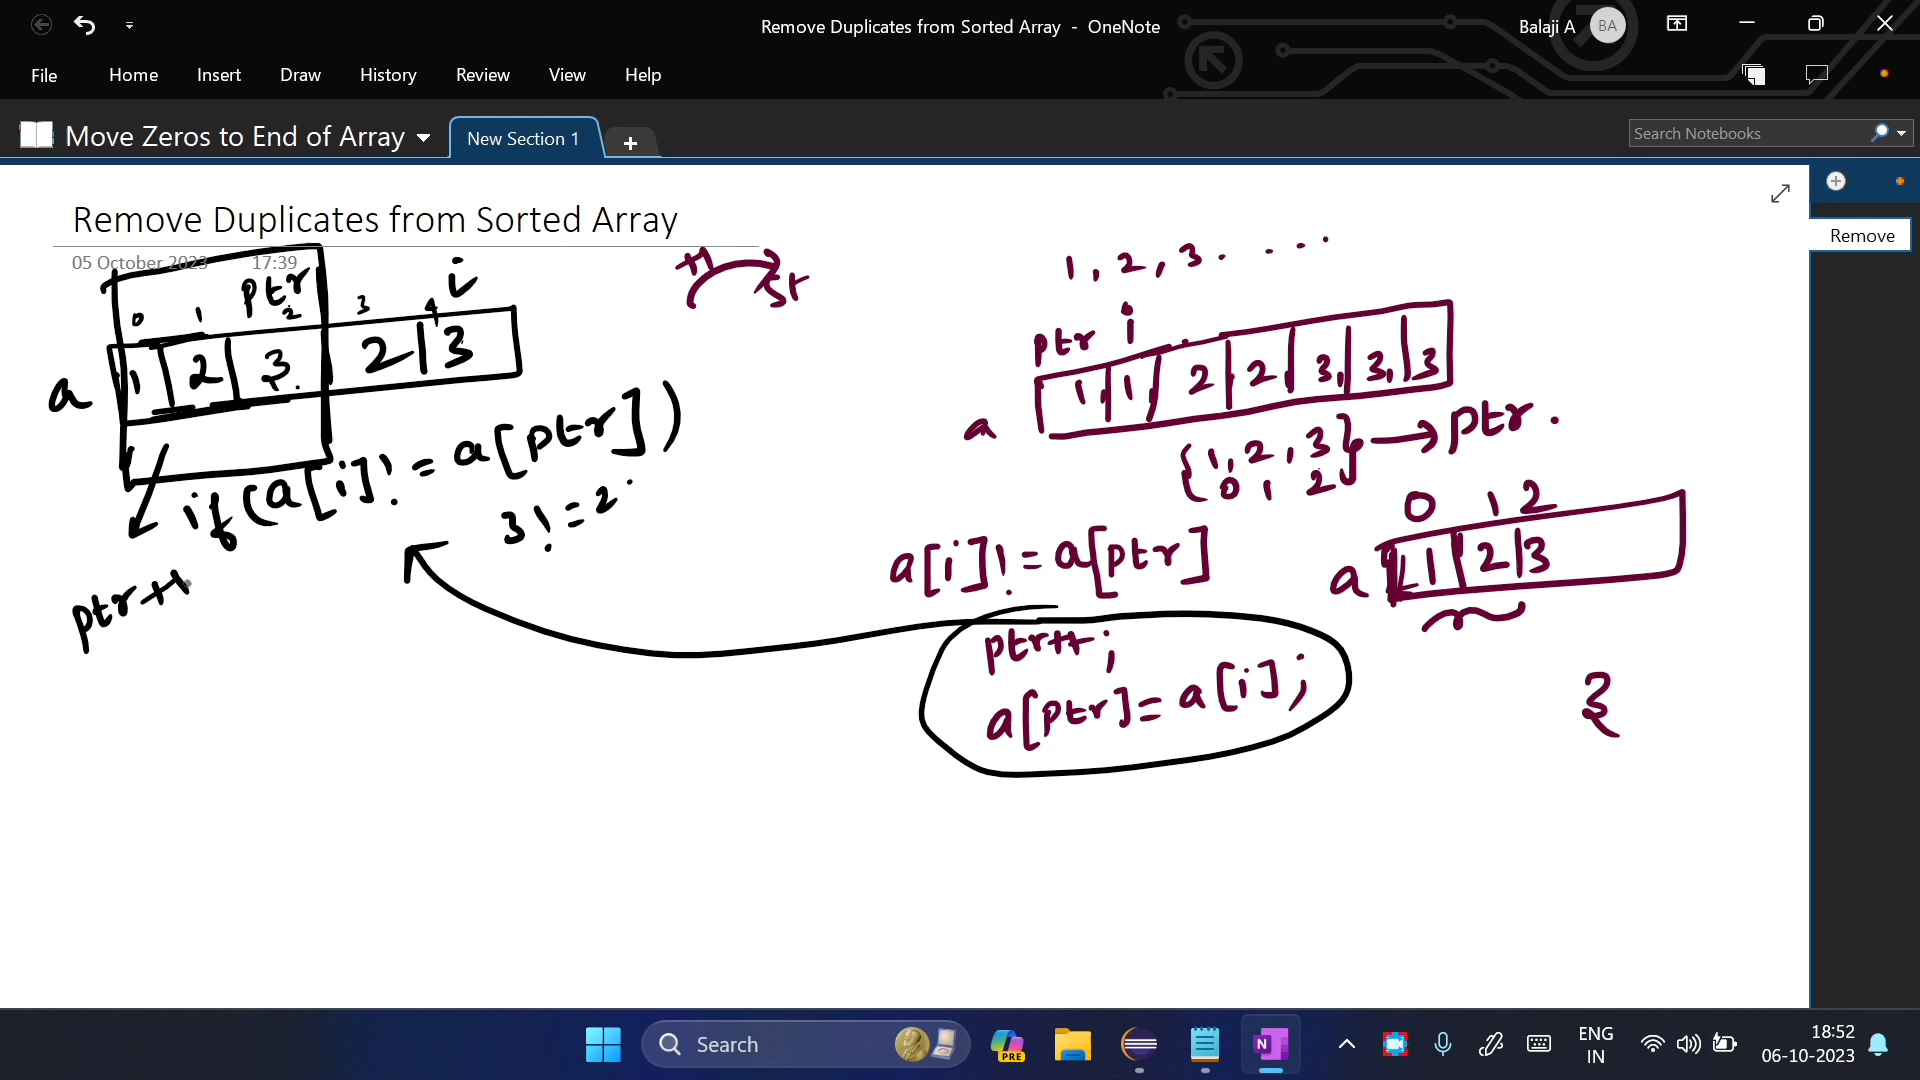 Remove Duplicates from Sorted Array - OneNote
Balaji A
BA
File Home Insert Draw History Review View Help
Move Zeros to End of Array
New Section 1
+
Search Notebooks
Remove
Remove Duplicates from Sorted Array
05 October 2023 17:39
ptr i
0 1 2 3 4
a 1 2 3 2 3
if(a[i]!=a[ptr])
3!=2
ptr++
+1
1, 2, 3. . . . .
ptr i
a 1 1 2 2 3 3 3
{1, 2, 3} → ptr.
0 1 2
0 1 2
a 1 2 3
a[i]!=a[ptr]
ptr++;
a[ptr]=a[i];
Search
PRE
N
ENG
IN
18:52
06-10-2023